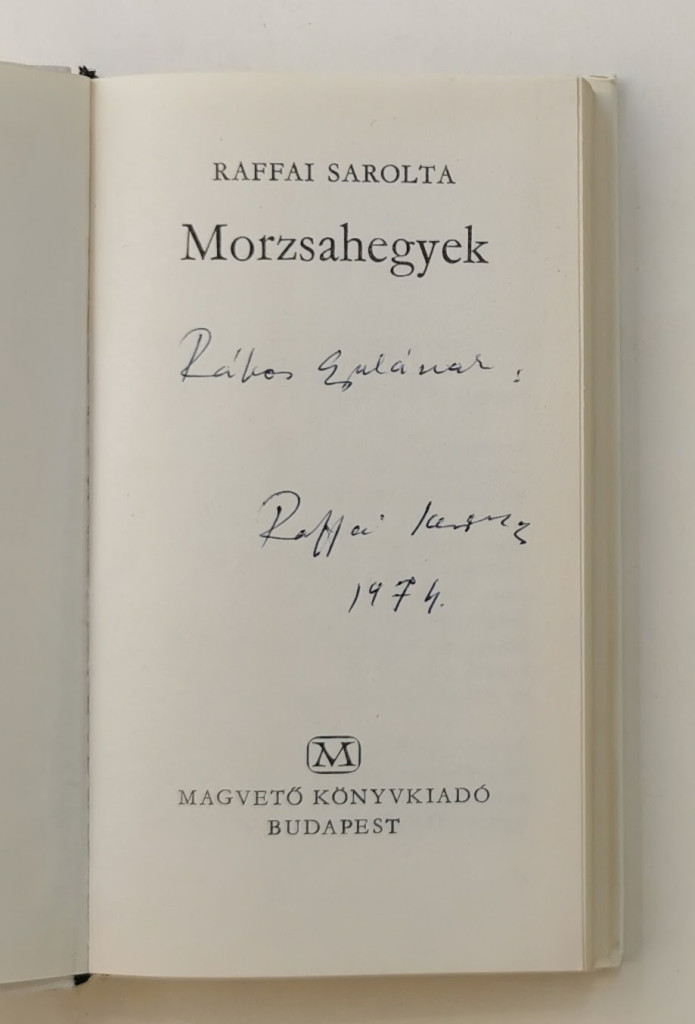 RAFFAI SAROLTA
Morzsahegyek
Rábos Gyulának:
Raffai
1974.
M
MAGVETŐ KÖNYVKIADÓ
BUDAPEST